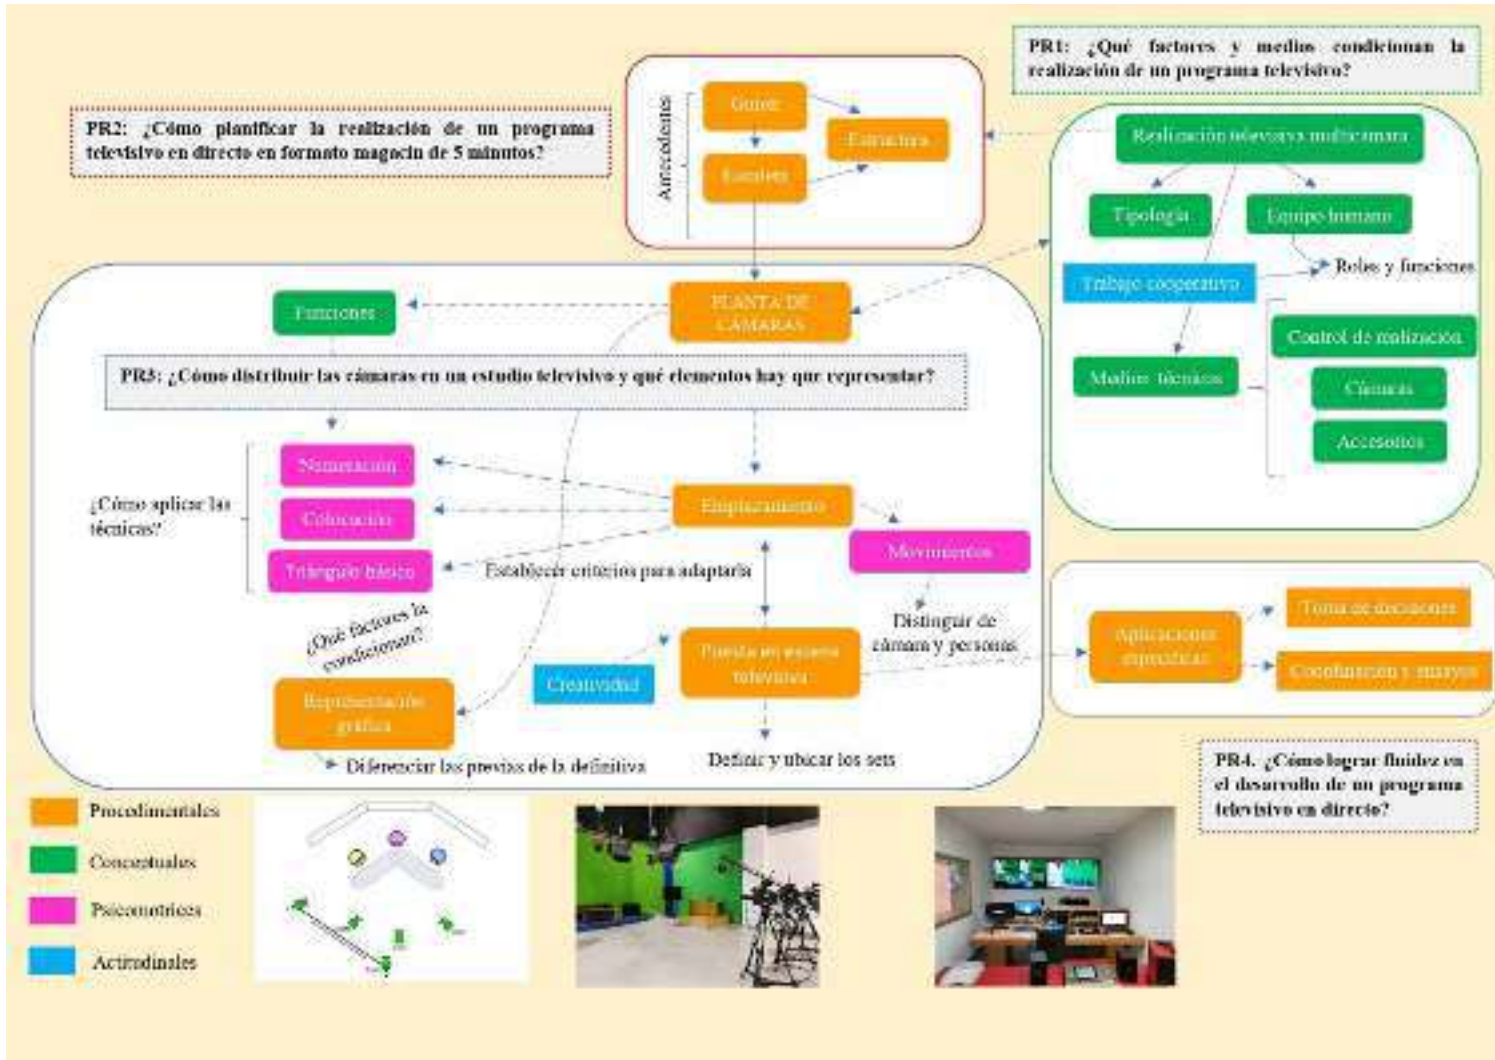 PR1: ¿Qué factores y medios condicionan la
realización de un programa televisivo?
PR2: ¿Cómo planificar la realización de un programa
televisivo en directo en formato magacin de 5 minutos?
Antecedentes
Guion
Escaleta
Estructura
Realización televisiva multicámara
Tipología
Equipo humano
Roles y funciones
Trabajo cooperativo
Control de realización
Medios técnicos
Cámaras
Accesorios
Funciones
PLANTA DE
CÁMARAS
PR3: ¿Cómo distribuir las cámaras en un estudio televisivo y qué elementos hay que representar?
¿Cómo aplicar las
técnicas?
Numeración
Colocación
Triángulo básico
Emplazamiento
Movimientos
Establecer criterios para adaptarla
Distinguir de
cámara y personas
¿Qué factores la
condicionan?
Creatividad
Puesta en escena
televisiva
Representación
gráfica
Diferenciar las previas de la definitiva
Definir y ubicar los sets
Aplicaciones
específicas
Toma de decisiones
Coordinación y ensayos
PR4. ¿Cómo lograr fluidez en
el desarrollo de un programa
televisivo en directo?
Procedimentales
Conceptuales
Psicomotrices
Actitudinales